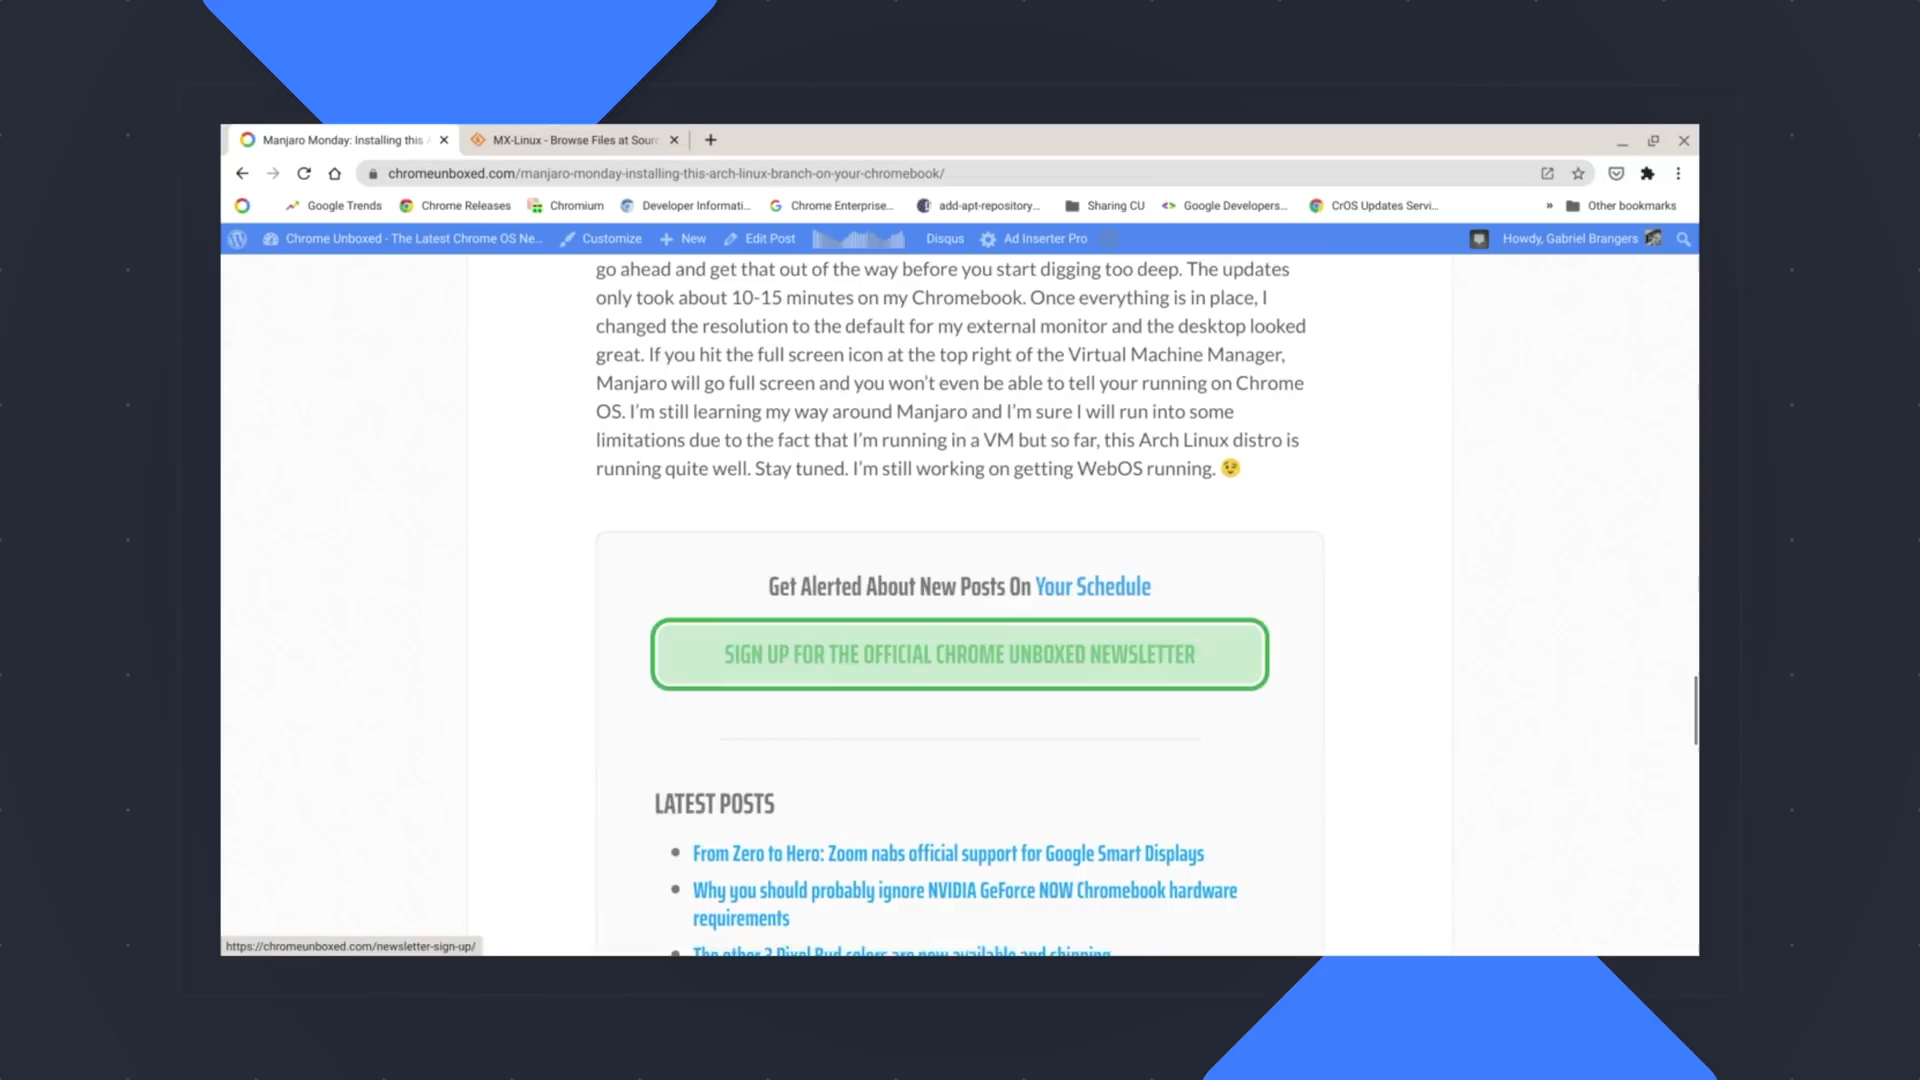 Manjaro Monday: Installing this
MX-Linux - Browse Files at Sour
chromeunboxed.com/manjaro-monday-installing-this-arch-linux-branch-on-your-chromebook/
Google Trends
Chrome Releases
Chromium
Developer Informati...
Chrome Enterprise...
add-apt-repository...
Sharing CU
Google Developers...
CrOS Updates Servi...
»
Other bookmarks
Chrome Unboxed - The Latest Chrome OS Ne...
Customize
New
Edit Post
Disqus
Ad Inserter Pro
Howdy, Gabriel Brangers
go ahead and get that out of the way before you start digging too deep. The updates
only took about 10-15 minutes on my Chromebook. Once everything is in place, I
changed the resolution to the default for my external monitor and the desktop looked
great. If you hit the full screen icon at the top right of the Virtual Machine Manager,
Manjaro will go full screen and you won't even be able to tell your running on Chrome
OS. I'm still learning my way around Manjaro and I'm sure I will run into some
limitations due to the fact that I'm running in a VM but so far, this Arch Linux distro is
running quite well. Stay tuned. I'm still working on getting WebOS running. 😉
Get Alerted About New Posts On Your Schedule
SIGN UP FOR THE OFFICIAL CHROME UNBOXED NEWSLETTER
LATEST POSTS
From Zero to Hero: Zoom nabs official support for Google Smart Displays
Why you should probably ignore NVIDIA GeForce NOW Chromebook hardware
requirements
The other 3 Pixel Bud colors are now available and shipping
https://chromeunboxed.com/newsletter-sign-up/